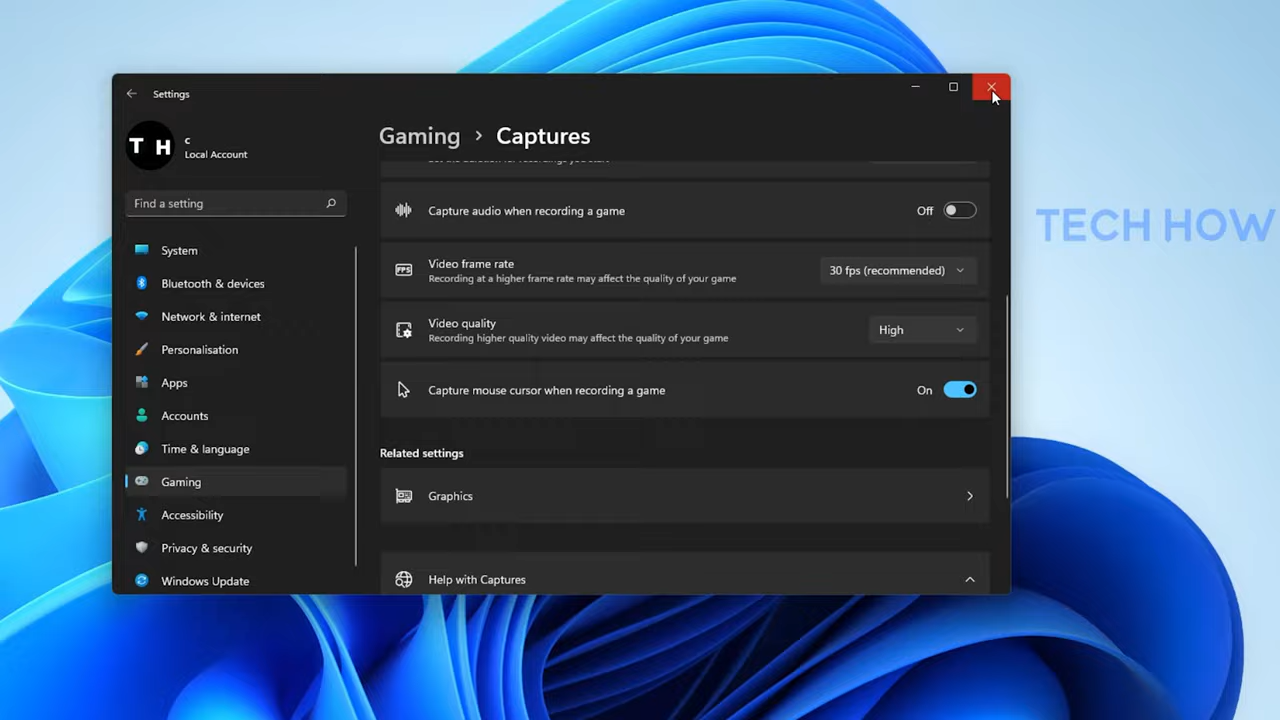 Settings
T H
c
Local Account
Find a setting
System
Bluetooth & devices
Network & internet
Personalisation
Apps
Accounts
Time & language
Gaming
Accessibility
Privacy & security
Windows Update
Gaming > Captures
Capture audio when recording a game
Off
Video frame rate
Recording at a higher frame rate may affect the quality of your game
FPS
30 fps (recommended)
Video quality
Recording higher quality video may affect the quality of your game
High
Capture mouse cursor when recording a game
On
Related settings
Graphics
Help with Captures
TECH HOW